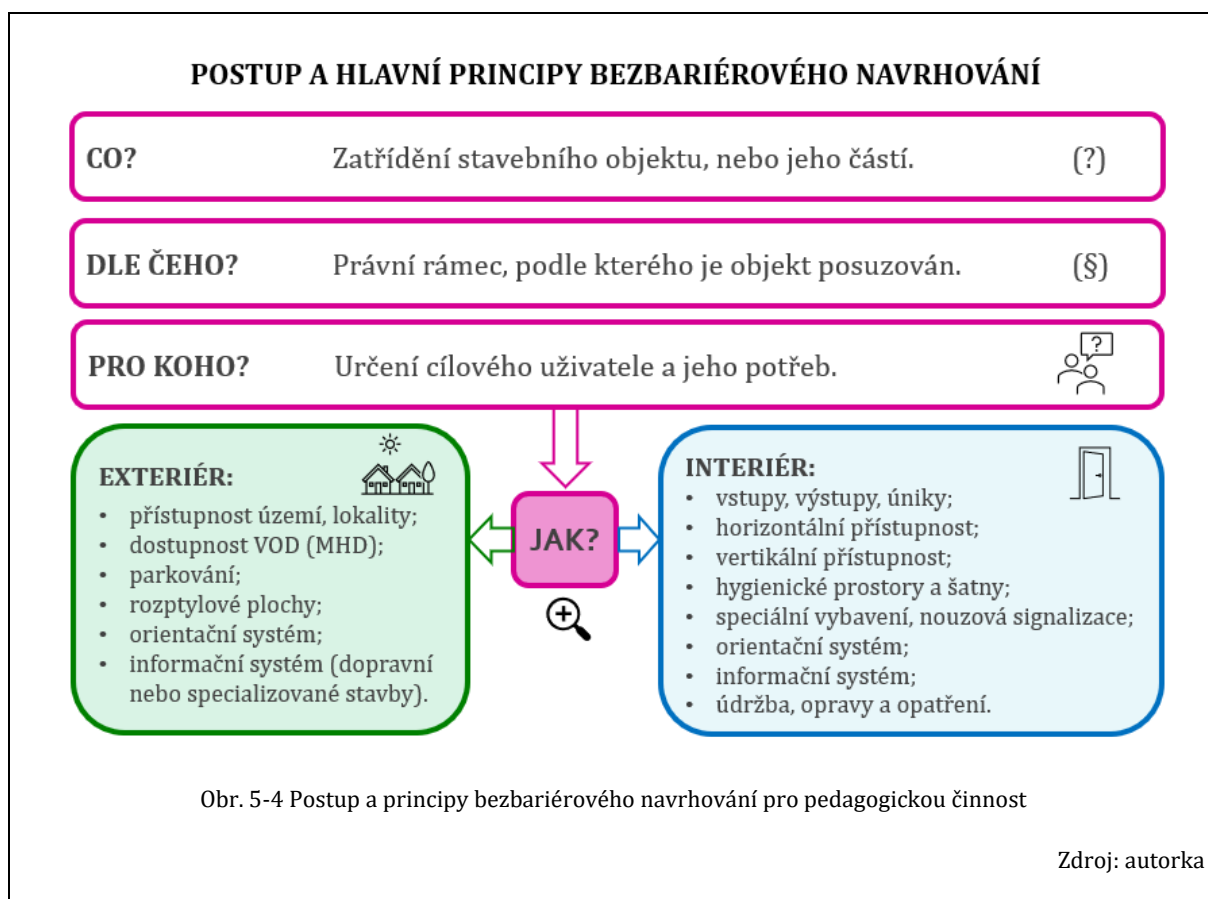 POSTUP A HLAVNÍ PRINCIPY BEZBARIÉROVÉHO NAVRHOVÁNÍ
CO? Zatřídění stavebního objektu, nebo jeho částí. (?)
DLE ČEHO? Právní rámec, podle kterého je objekt posuzován. (§)
PRO KOHO? Určení cílového uživatele a jeho potřeb. ?
EXTERIÉR:
• přístupnost území, lokality;
• dostupnost VOD (MHD);
• parkování;
• rozptylové plochy;
• orientační systém;
• informační systém (dopravní
nebo specializované stavby).
JAK?
INTERIÉR:
• vstupy, výstupy, úniky;
• horizontální přístupnost;
• vertikální přístupnost;
• hygienické prostory a šatny;
• speciální vybavení, nouzová signalizace;
• orientační systém;
• informační systém;
• údržba, opravy a opatření.
Obr. 5-4 Postup a principy bezbariérového navrhování pro pedagogickou činnost
Zdroj: autorka